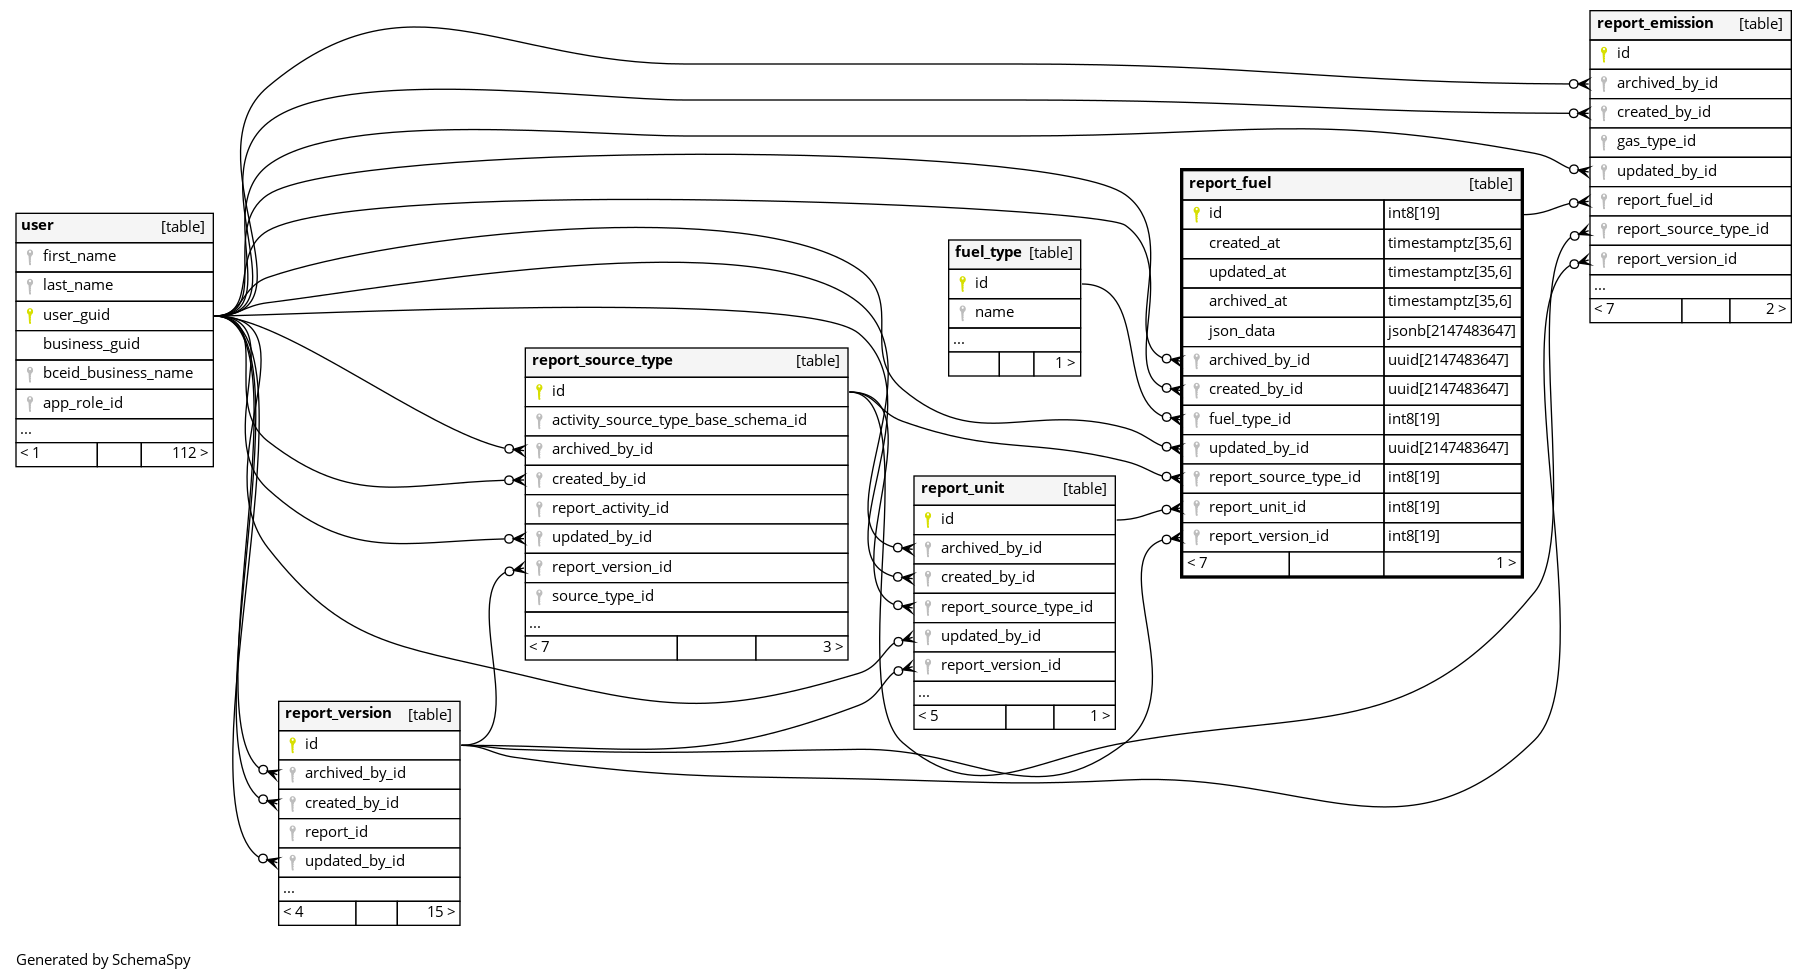 user [table]
first_name
last_name
user_guid
business_guid
bceid_business_name
app_role_id
...
< 1 112 >
report_source_type [table]
id
activity_source_type_base_schema_id
archived_by_id
created_by_id
report_activity_id
updated_by_id
report_version_id
source_type_id
...
< 7 3 >
report_version [table]
id
archived_by_id
created_by_id
report_id
updated_by_id
...
< 4 15 >
fuel_type [table]
id
name
...
1 >
report_unit [table]
id
archived_by_id
created_by_id
report_source_type_id
updated_by_id
report_version_id
...
< 5 1 >
report_fuel [table]
id int8[19]
created_at timestamptz[35,6]
updated_at timestamptz[35,6]
archived_at timestamptz[35,6]
json_data jsonb[2147483647]
archived_by_id uuid[2147483647]
created_by_id uuid[2147483647]
fuel_type_id int8[19]
updated_by_id uuid[2147483647]
report_source_type_id int8[19]
report_unit_id int8[19]
report_version_id int8[19]
< 7 1 >
report_emission [table]
id
archived_by_id
created_by_id
gas_type_id
updated_by_id
report_fuel_id
report_source_type_id
report_version_id
...
< 7 2 >
Generated by SchemaSpy